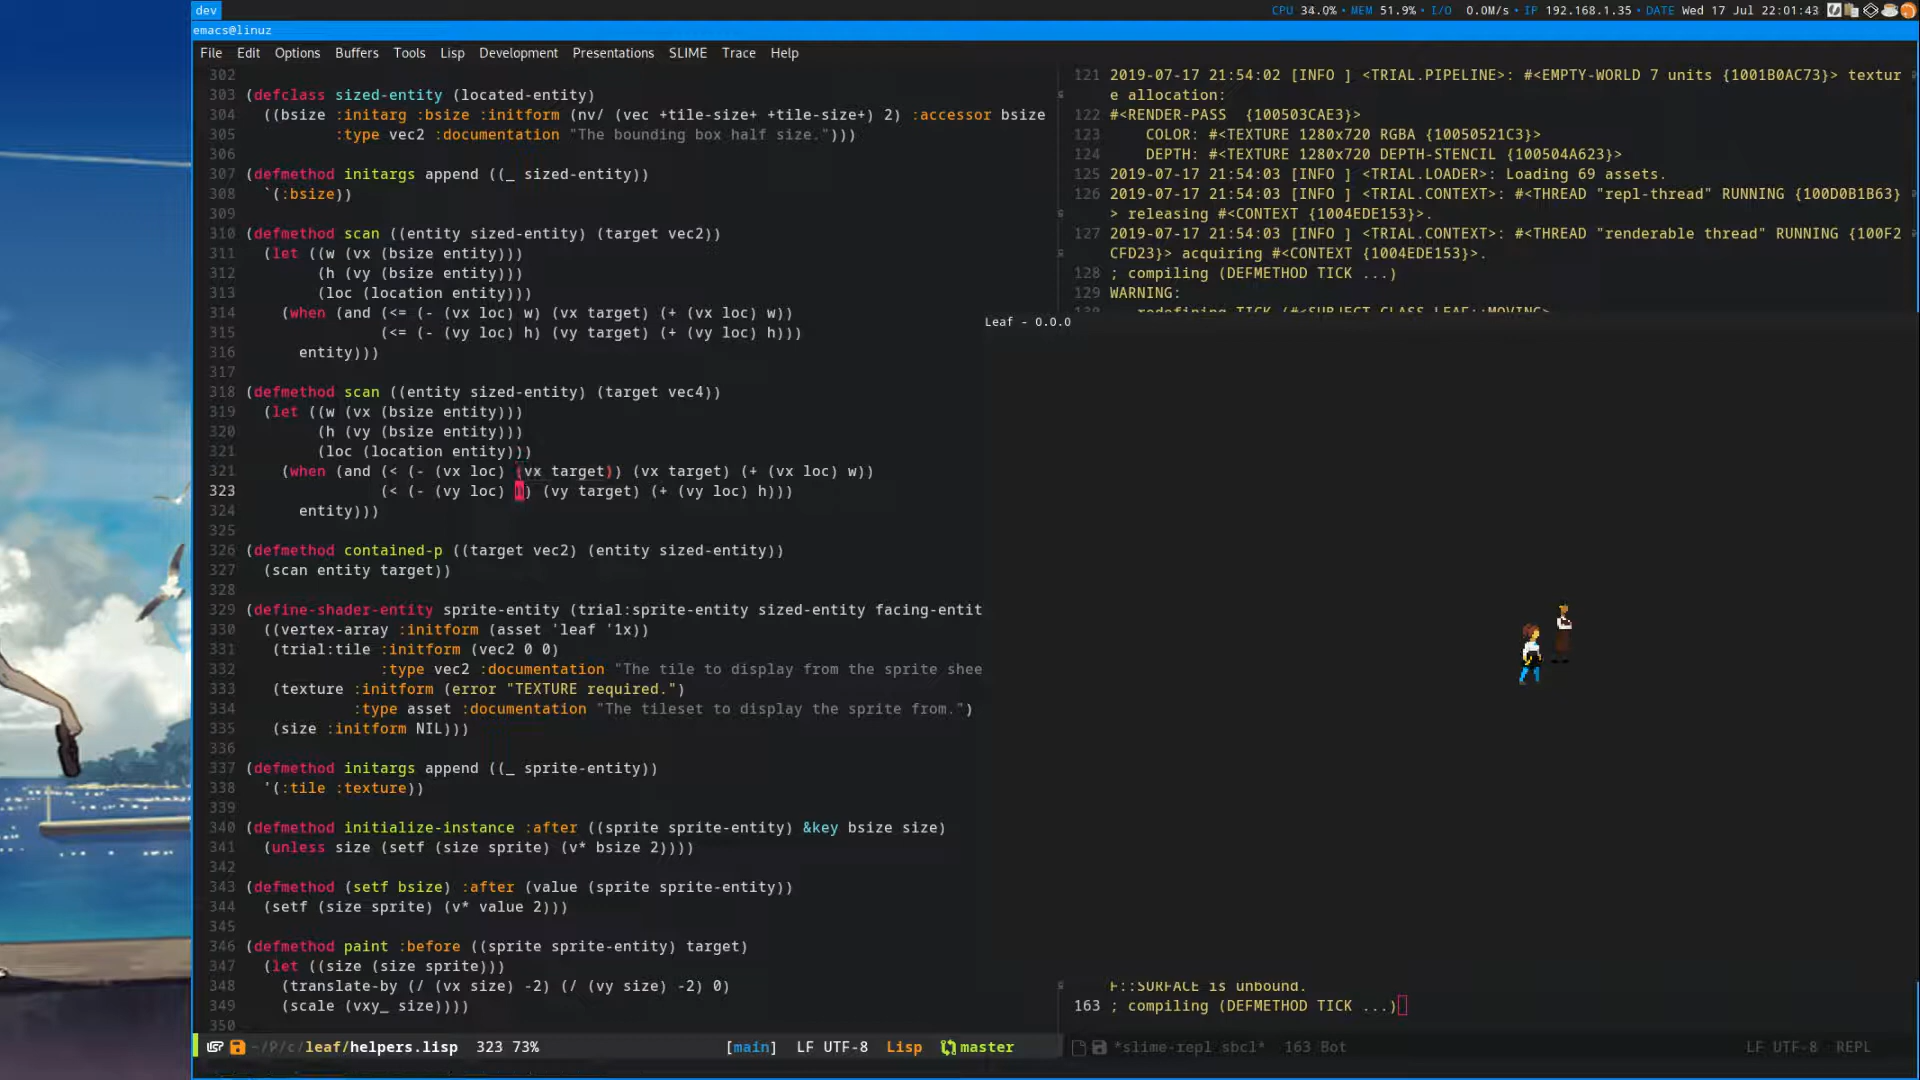 dev
CPU 34.0% • MEM 51.9% • I/O 0.0M/s • IP 192.168.1.35 • DATE Wed 17 Jul 22:01:43
emacs@linuz
File Edit Options Buffers Tools Lisp Development Presentations SLIME Trace Help
302
303 (defclass sized-entity (located-entity)
304   ((bsize :initarg :bsize :initform (nv/ (vec +tile-size+ +tile-size+) 2) :accessor bsize
305           :type vec2 :documentation "The bounding box half size.")))
306
307 (defmethod initargs append ((_ sized-entity))
308   `(:bsize))
309
310 (defmethod scan ((entity sized-entity) (target vec2))
311   (let ((w (vx (bsize entity)))
312         (h (vy (bsize entity)))
313         (loc (location entity)))
314     (when (and (<= (- (vx loc) w) (vx target) (+ (vx loc) w))
315                (<= (- (vy loc) h) (vy target) (+ (vy loc) h)))
316       entity)))
317
318 (defmethod scan ((entity sized-entity) (target vec4))
319   (let ((w (vx (bsize entity)))
320         (h (vy (bsize entity)))
321         (loc (location entity)))
321     (when (and (< (- (vx loc) (vx target)) (vx target) (+ (vx loc) w))
323                (< (- (vy loc) h) (vy target) (+ (vy loc) h)))
324       entity)))
325
326 (defmethod contained-p ((target vec2) (entity sized-entity))
327   (scan entity target))
328
329 (define-shader-entity sprite-entity (trial:sprite-entity sized-entity facing-entit
330   ((vertex-array :initform (asset 'leaf '1x))
331    (trial:tile :initform (vec2 0 0)
332                :type vec2 :documentation "The tile to display from the sprite shee
333    (texture :initform (error "TEXTURE required.")
334             :type asset :documentation "The tileset to display the sprite from.")
335    (size :initform NIL)))
336
337 (defmethod initargs append ((_ sprite-entity))
338   '(:tile :texture))
339
340 (defmethod initialize-instance :after ((sprite sprite-entity) &key bsize size)
341   (unless size (setf (size sprite) (v* bsize 2))))
342
343 (defmethod (setf bsize) :after (value (sprite sprite-entity))
344   (setf (size sprite) (v* value 2)))
345
346 (defmethod paint :before ((sprite sprite-entity) target)
347   (let ((size (size sprite)))
348     (translate-by (/ (vx size) -2) (/ (vy size) -2) 0)
349     (scale (vxy_ size))))
350
~/P/c/leaf/helpers.lisp 323 73% [main] LF UTF-8 Lisp master
121 2019-07-17 21:54:02 [INFO ] <TRIAL.PIPELINE>: #<EMPTY-WORLD 7 units {1001B0AC73}> textur
e allocation:
122 #<RENDER-PASS  {100503CAE3}>
123     COLOR: #<TEXTURE 1280x720 RGBA {10050521C3}>
124     DEPTH: #<TEXTURE 1280x720 DEPTH-STENCIL {100504A623}>
125 2019-07-17 21:54:03 [INFO ] <TRIAL.LOADER>: Loading 69 assets.
126 2019-07-17 21:54:03 [INFO ] <TRIAL.CONTEXT>: #<THREAD "repl-thread" RUNNING {100D0B1B63}
> releasing #<CONTEXT {1004EDE153}>.
127 2019-07-17 21:54:03 [INFO ] <TRIAL.CONTEXT>: #<THREAD "renderable thread" RUNNING {100F2
CFD23}> acquiring #<CONTEXT {1004EDE153}>.
128 ; compiling (DEFMETHOD TICK ...)
129 WARNING:
130    redefining TICK (#<SUBJECT-CLASS LEAF::MOVING>
Leaf - 0.0.0
F::SURFACE is unbound.
163 ; compiling (DEFMETHOD TICK ...)
*slime-repl sbcl* 163 Bot LF UTF-8 REPL